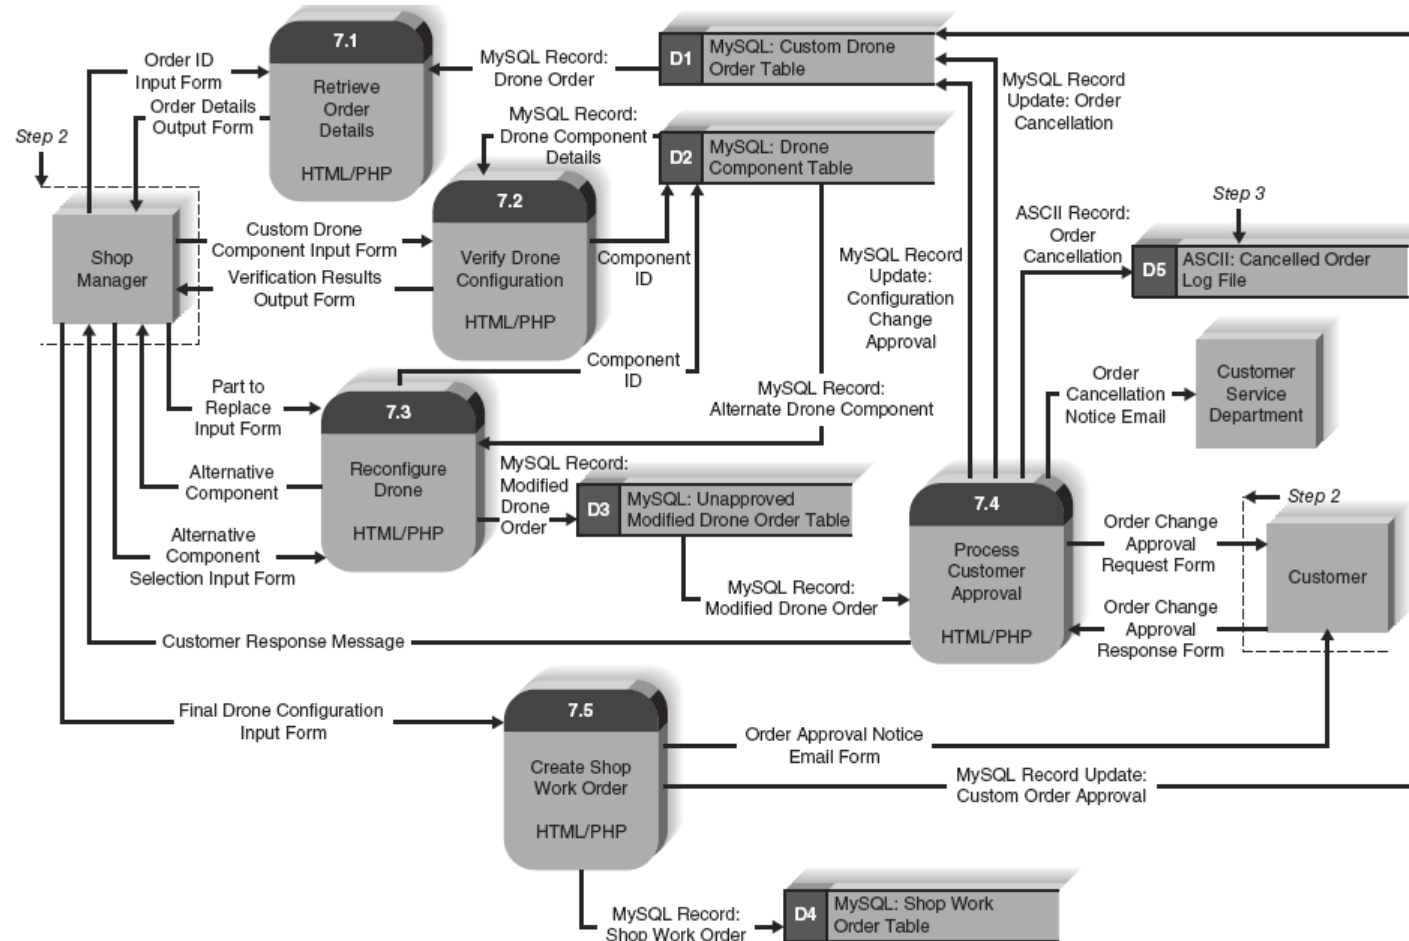 7.1
Retrieve
Order
Details
HTML/PHP
Order ID
Input Form
Order Details
Output Form
Step 2
MySQL Record:
Drone Order
D1
MySQL: Custom Drone
Order Table
MySQL Record
Update: Order
Cancellation
MySQL Record:
Drone Component
Details
D2
MySQL: Drone
Component Table
7.2
Verify Drone
Configuration
HTML/PHP
Shop
Manager
Custom Drone
Component Input Form
Verification Results
Output Form
Component
ID
MySQL Record
Update:
Configuration
Change
Approval
ASCII Record:
Order
Cancellation
Step 3
D5
ASCII: Cancelled Order
Log File
Component
ID
Part to
Replace
Input Form
7.3
Reconfigure
Drone
HTML/PHP
MySQL Record:
Alternate Drone Component
Order
Cancellation
Notice Email
Customer
Service
Department
Alternative
Component
Alternative
Component
Selection Input Form
MySQL Record:
Modified
Drone
Order
D3
MySQL: Unapproved
Modified Drone Order Table
7.4
Process
Customer
Approval
HTML/PHP
Step 2
Order Change
Approval
Request Form
Customer
Order Change
Approval
Response Form
MySQL Record:
Modified Drone Order
Customer Response Message
Final Drone Configuration
Input Form
7.5
Create Shop
Work Order
HTML/PHP
Order Approval Notice
Email Form
MySQL Record Update:
Custom Order Approval
MySQL Record:
Shop Work Order
D4
MySQL: Shop Work
Order Table